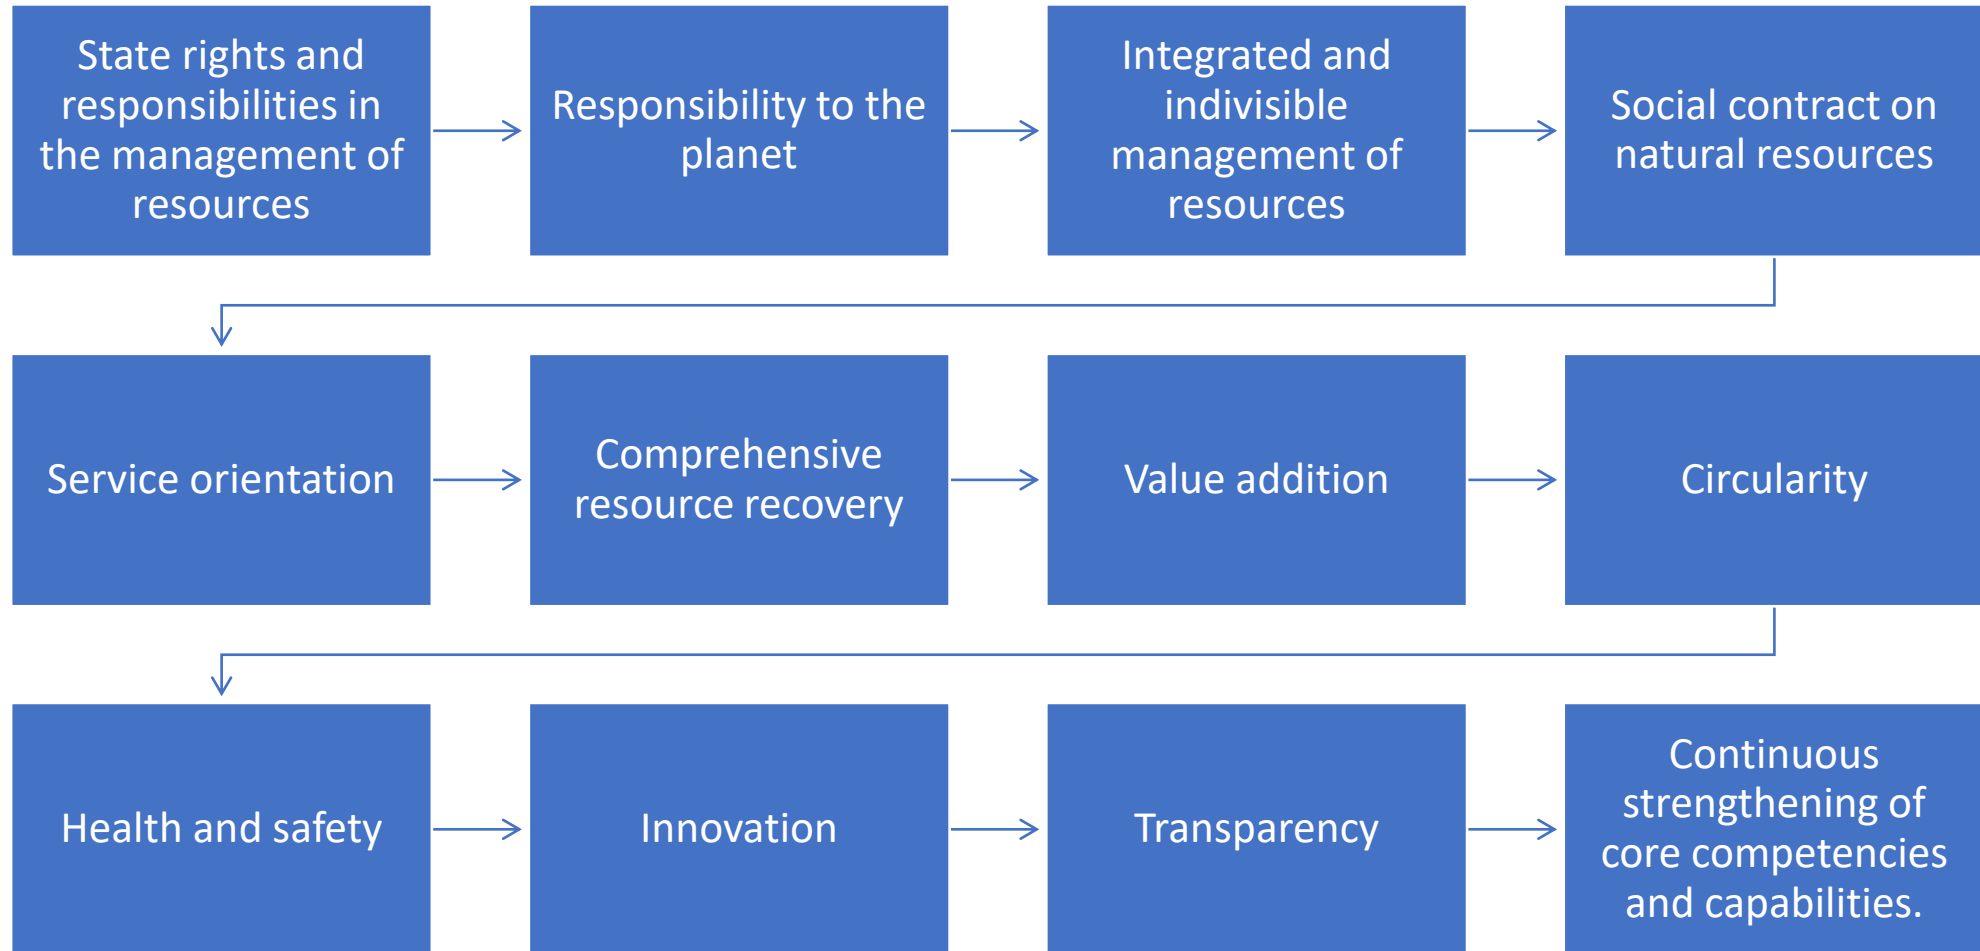 State rights and
responsibilities in
the management of
resources
Responsibility to the
planet
Integrated and
indivisible
management of
resources
Social contract on
natural resources
Service orientation
Comprehensive
resource recovery
Value addition
Circularity
Health and safety
Innovation
Transparency
Continuous
strengthening of
core competencies
and capabilities.